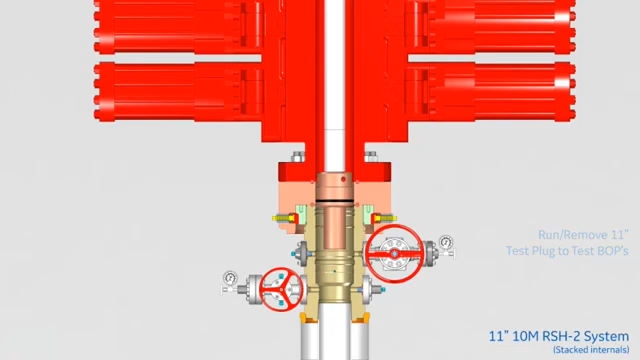 Run/Remove 11"
Test Plug to Test BOP's
11" 10M RSH-2 System
(Stacked internals)